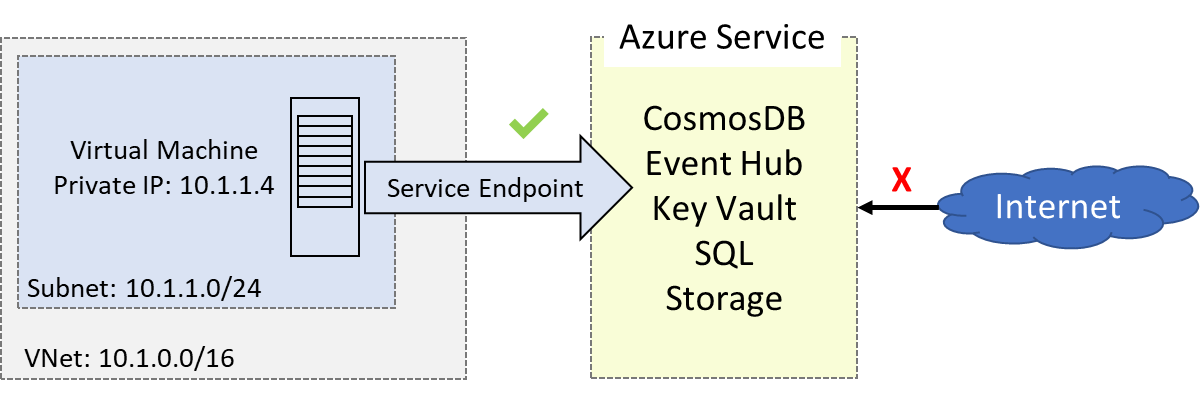 Azure Service
Virtual Machine
Private IP: 10.1.1.4
Subnet: 10.1.1.0/24
VNet: 10.1.0.0/16
Service Endpoint
CosmosDB
Event Hub
Key Vault
SQL
Storage
X
Internet